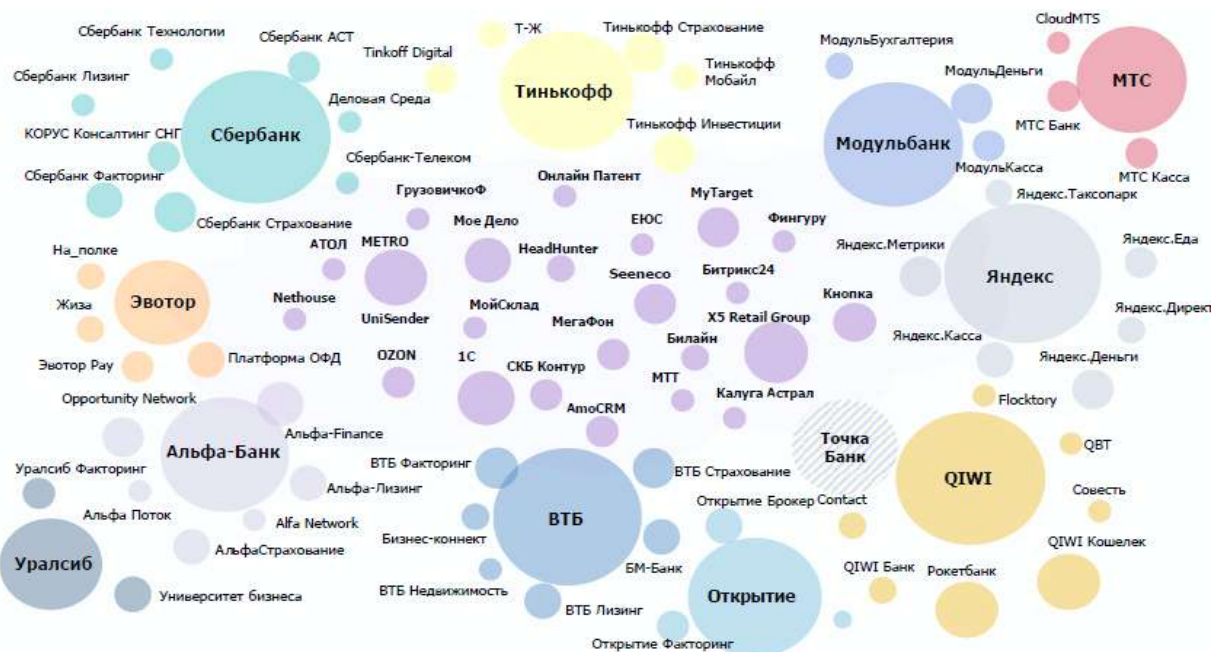 Сбербанк Технологии
Сбербанк АСТ
Сбербанк Лизинг
Сбербанк
Деловая Среда
КОРУС Консалтинг СНГ
Сбербанк Факторинг
Сбербанк-Телеком
Сбербанк Страхование
Т-Ж
Тинькофф Страхование
Tinkoff Digital
Тинькофф
Мобайл
Тинькофф
Тинькофф Инвестиции
МодульБухгалтерия
МодульДеньги
Модульбанк
МодульКасса
CloudMTS
МТС
МТС Банк
МТС Касса
Яндекс.Таксопарк
Яндекс.Метрики
Яндекс.Еда
Яндекс
Яндекс.Директ
Яндекс.Касса
Яндекс.Деньги
ГрузовичкоФ
Онлайн Патент
MyTarget
Мое Дело
ЕЮС
Фингуру
АТОЛ
METRO
HeadHunter
Seeneco
Битрикс24
Nethouse
UniSender
МойСклад
МегаФон
X5 Retail Group
Кнопка
Билайн
OZON
1С
СКБ Контур
МТТ
Калуга Астрал
AmoCRM
На_полке
Эвотор
Жиза
Эвотор Pay
Платформа ОФД
Opportunity Network
Альфа-Finance
Альфа-Банк
Альфа-Лизинг
Альфа Поток
Alfa Network
АльфаСтрахование
Уралсиб Факторинг
Уралсиб
Университет бизнеса
ВТБ Факторинг
ВТБ Страхование
ВТБ
Бизнес-коннект
БМ-Банк
ВТБ Недвижимость
ВТБ Лизинг
Открытие Брокер
Открытие
Открытие Факторинг
Точка
Банк
Flocktory
QIWI
QBT
Contact
Совесть
QIWI Банк
Рокетбанк
QIWI Кошелек